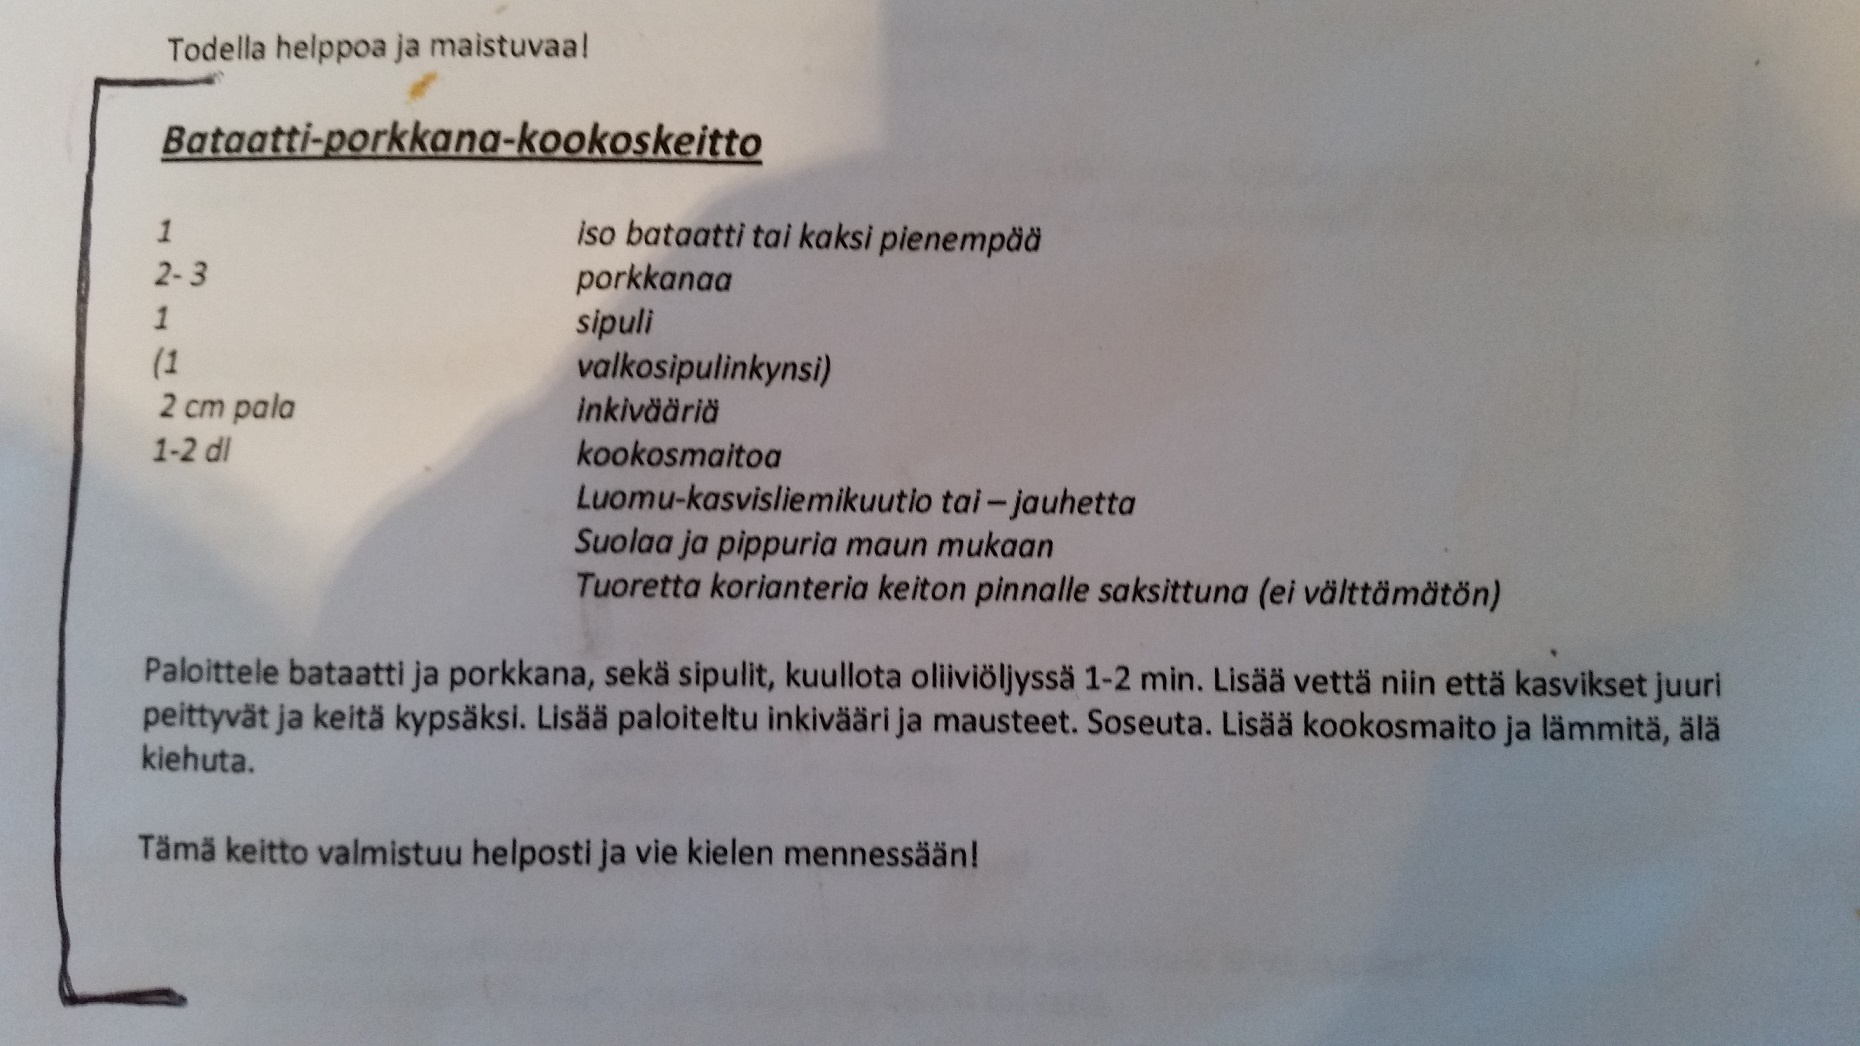 Todella helppoa ja maistuvaa!
Bataatti-porkkana-kookoskeitto
1 iso bataatti tai kaksi pienempää
2- 3 porkkanaa
1 sipuli
(1 valkosipulinkynsi)
2 cm pala inkivääriä
1-2 dl kookosmaitoa
Luomu-kasvisliemikuutio tai – jauhetta
Suolaa ja pippuria maun mukaan
Tuoretta korianteria keiton pinnalle saksittuna (ei välttämätön)
Paloittele bataatti ja porkkana, sekä sipulit, kuullota oliiviöljyssä 1-2 min. Lisää vettä niin että kasvikset juuri
peittyvät ja keitä kypsäksi. Lisää paloiteltu inkivääri ja mausteet. Soseuta. Lisää kookosmaito ja lämmitä, älä
kiehuta.
Tämä keitto valmistuu helposti ja vie kielen mennessään!